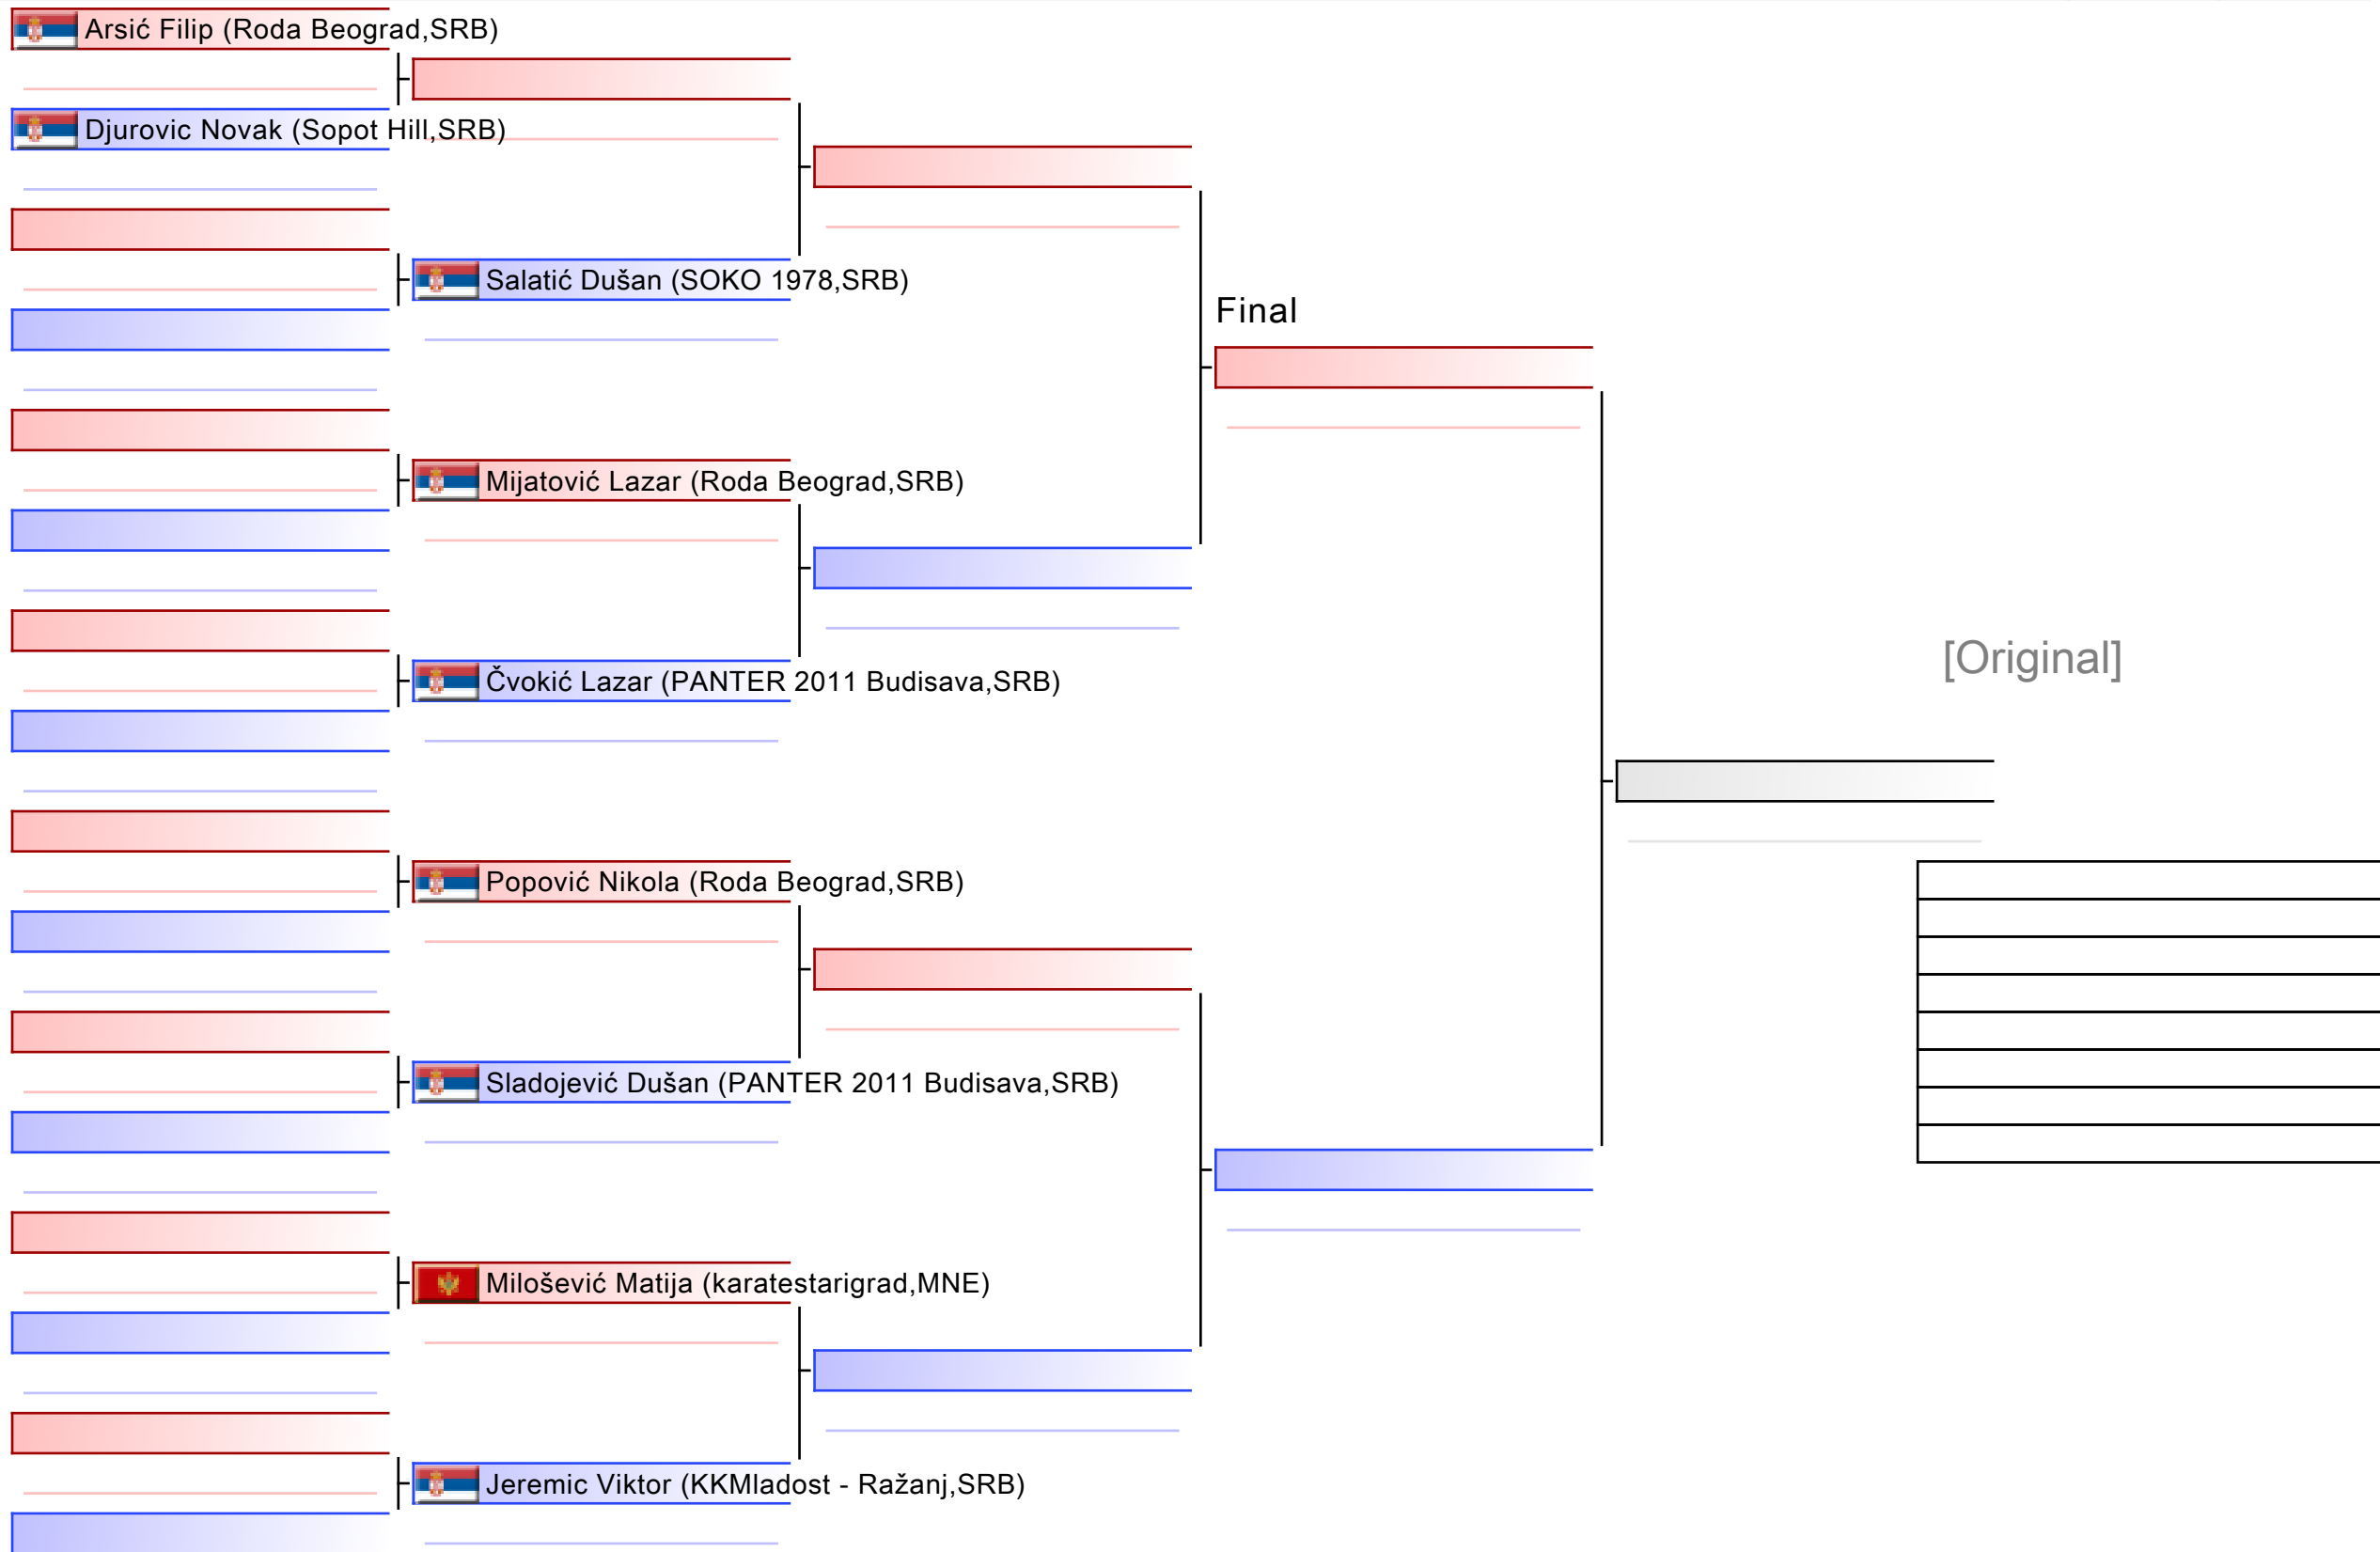 Arsić Filip (Roda Beograd,SRB)
Djurovic Novak (Sopot Hill,SRB)
Salatić Dušan (SOKO 1978,SRB)
Final
Mijatović Lazar (Roda Beograd,SRB)
[Original]
Čvokić Lazar (PANTER 2011 Budisava,SRB)
Popović Nikola (Roda Beograd,SRB)
Sladojević Dušan (PANTER 2011 Budisava,SRB)
Milošević Matija (karatestarigrad,MNE)
Jeremic Viktor (KKMladost - Ražanj,SRB)